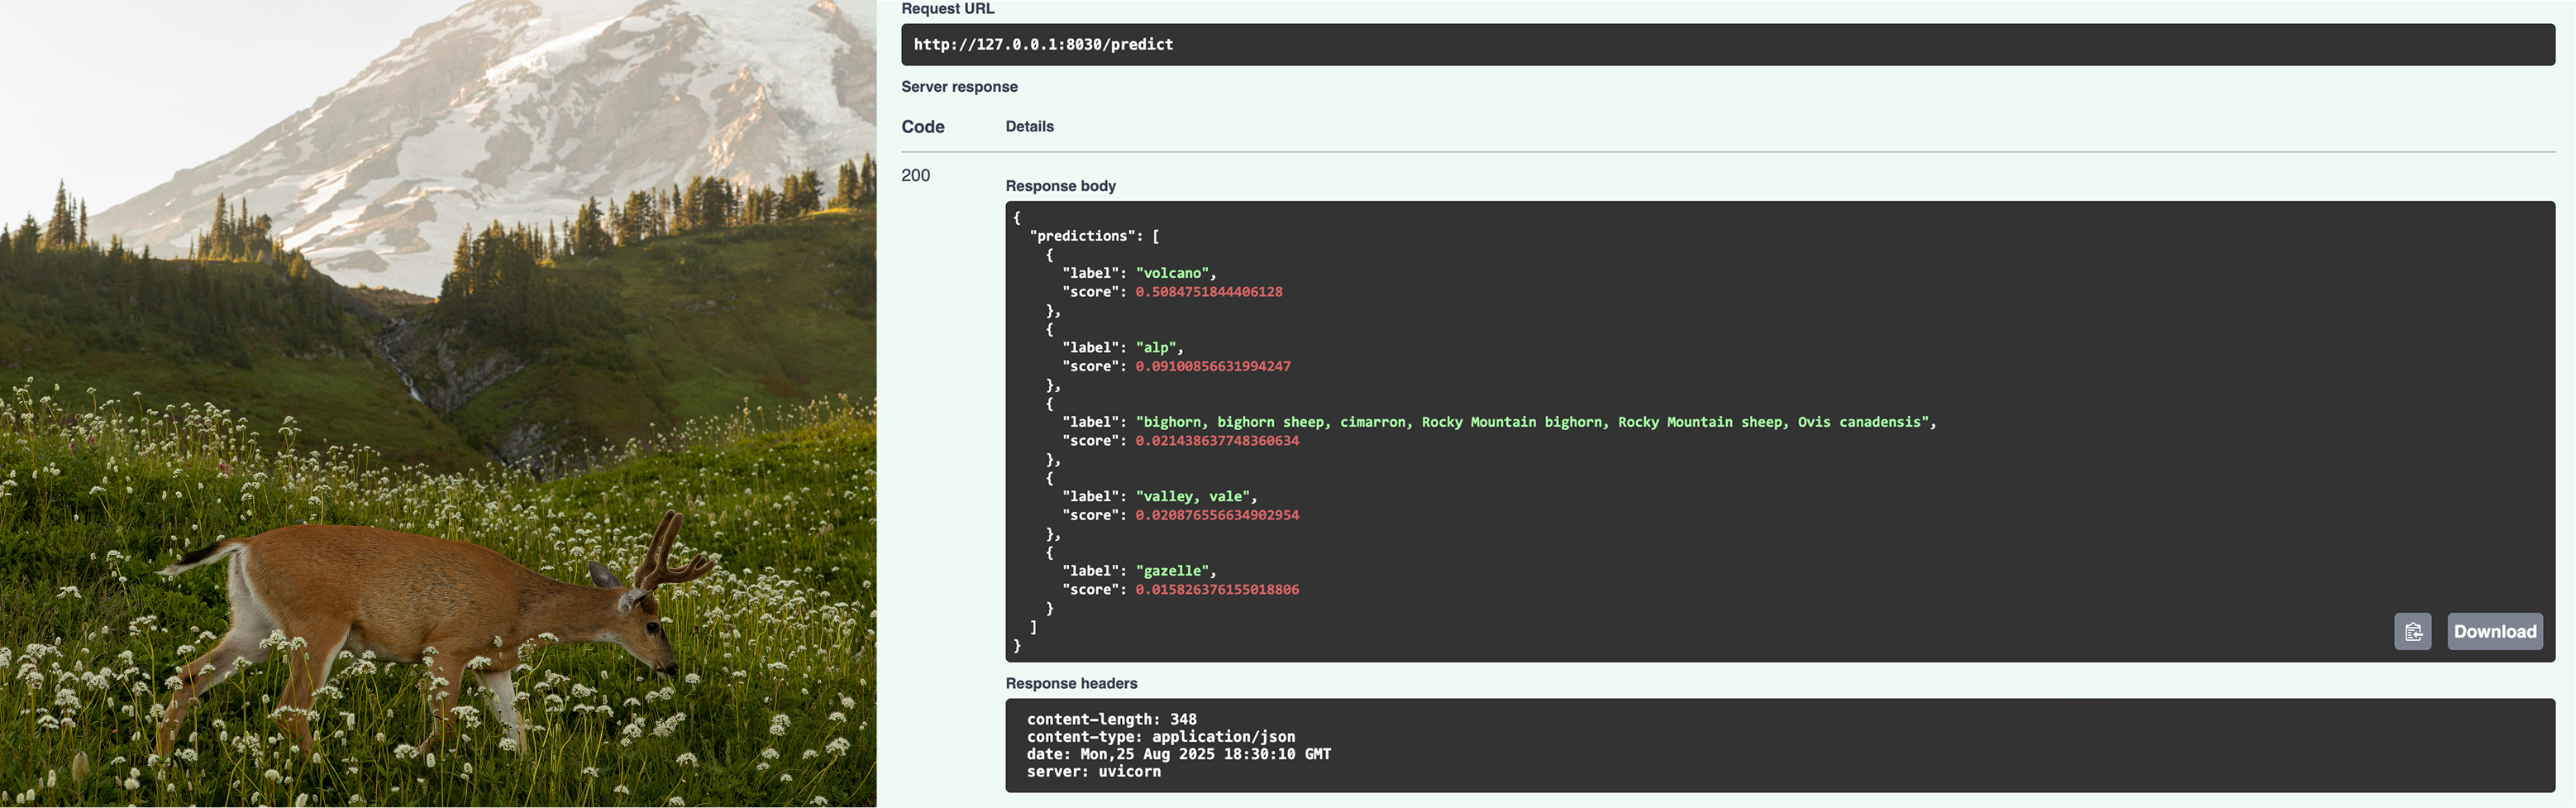 Request URL
http://127.0.0.1:8030/predict
Server response
Code Details
200
Response body
{
"predictions": [
{
"label": "volcano",
"score": 0.5084751844406128
},
{
"label": "alp",
"score": 0.09100856631994247
},
{
"label": "bighorn, bighorn sheep, cimarron, Rocky Mountain bighorn, Rocky Mountain sheep, Ovis canadensis",
"score": 0.021438637748360634
},
{
"label": "valley, vale",
"score": 0.020876556634902954
},
{
"label": "gazelle",
"score": 0.015826376155018806
}
]
}
Download
Response headers
content-length: 348
content-type: application/json
date: Mon,25 Aug 2025 18:30:10 GMT
server: uvicorn